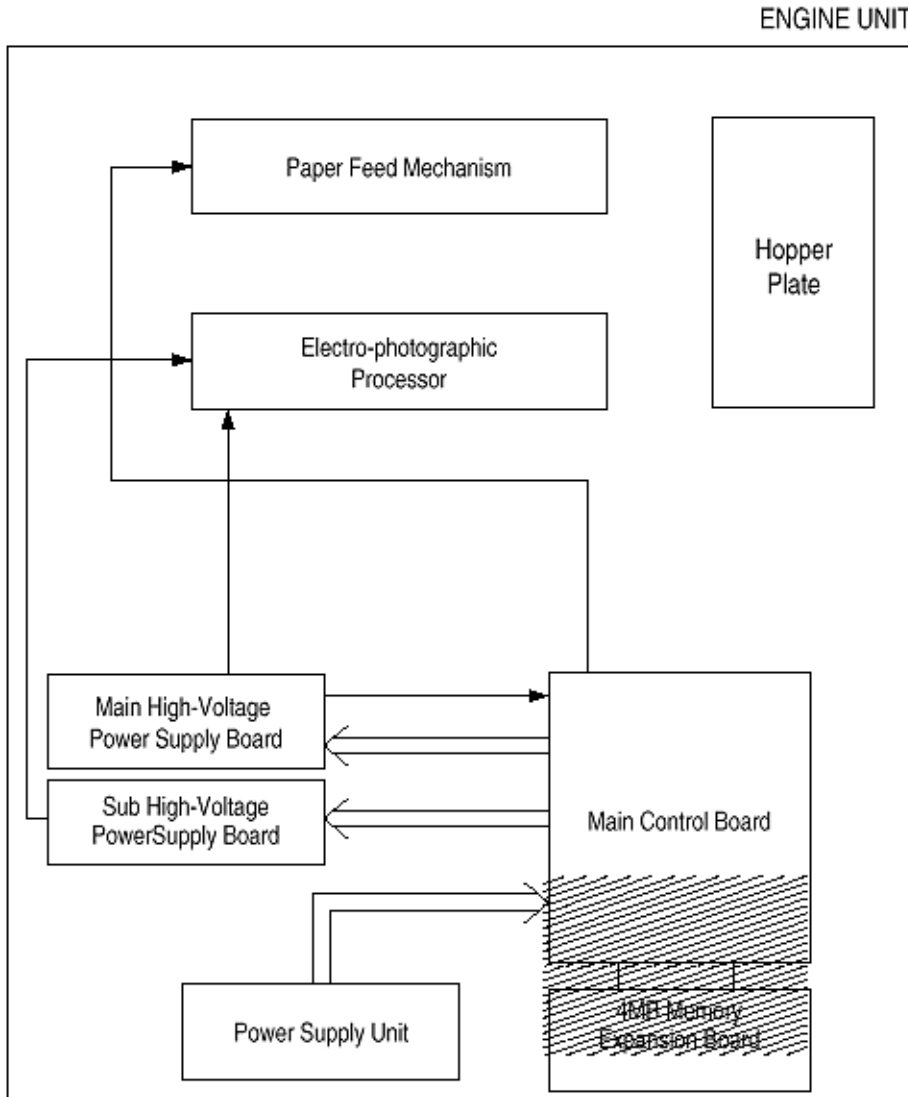 ENGINE UNIT
Paper Feed Mechanism
Hopper
Plate
Electro-photographic
Processor
Main High-Voltage
Power Supply Board
Sub High-Voltage
PowerSupply Board
Main Control Board
4MB Memory
Expansion Board
Power Supply Unit